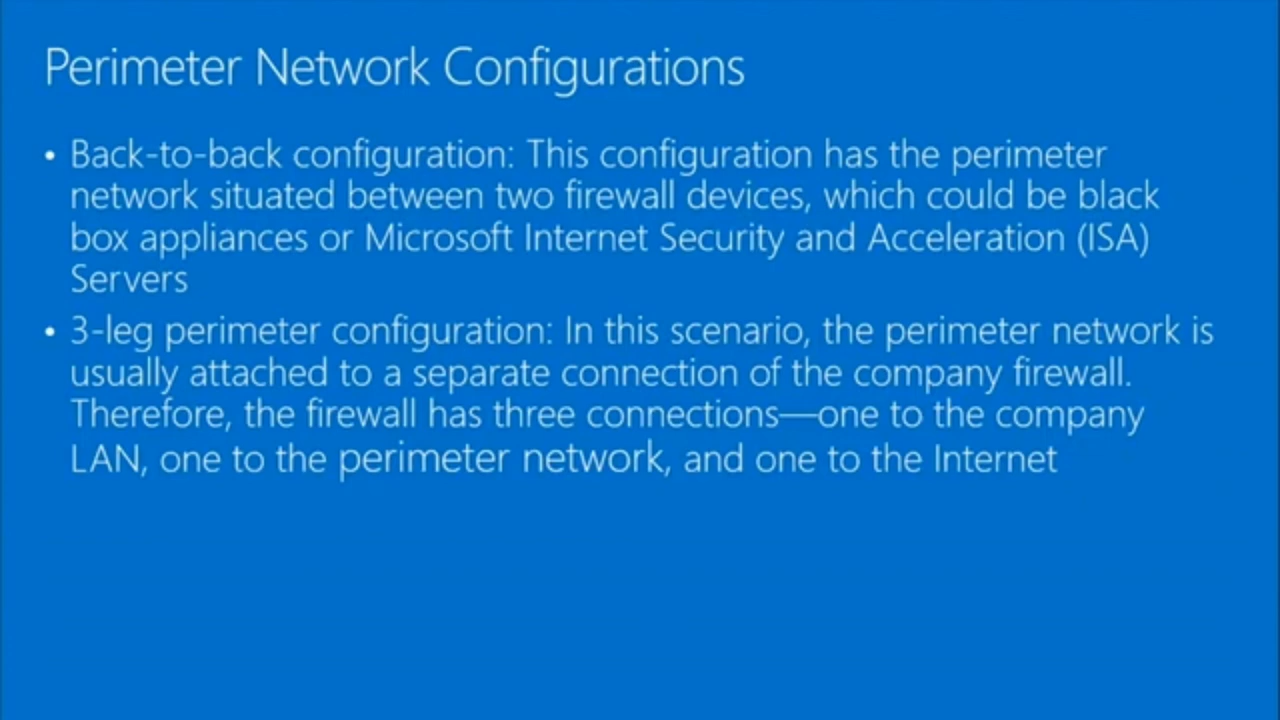 Perimeter Network Configurations
• Back-to-back configuration: This configuration has the perimeter
network situated between two firewall devices, which could be black
box appliances or Microsoft Internet Security and Acceleration (ISA)
Servers
• 3-leg perimeter configuration: In this scenario, the perimeter network is
usually attached to a separate connection of the company firewall.
Therefore, the firewall has three connections—one to the company
LAN, one to the perimeter network, and one to the Internet